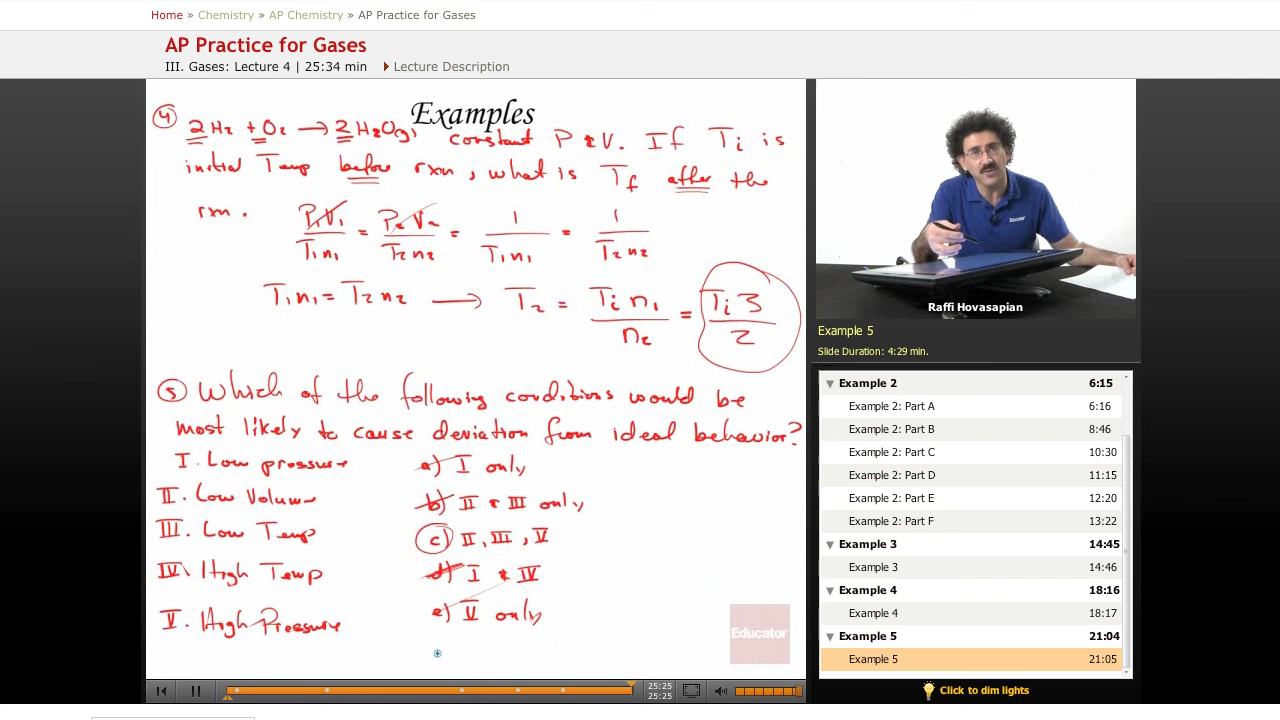 Home » Chemistry » AP Chemistry » AP Practice for Gases
AP Practice for Gases
III. Gases: Lecture 4 | 25:34 min
Lecture Description
Examples
④ 2H₂ + O₂ → 2H₂O(g), constant P & V. If Ti is
initial Temp before rxn, what is Tf after the
rxn.
P₁V₁/T₁n₁ = P₂V₂/T₂n₂ = 1/T₁n₁ = 1/T₂n₂
T₁n₁ = T₂n₂ → T₂ = Ti n₁/n₂ = Ti 3/2
⑤ Which of the following conditions would be
most likely to cause deviation from ideal behavior?
I. Low pressure
a) I only
II. Low Volume
b) II & III only
III. Low Temp
c) II, III, V
IV. High Temp
d) I & IV
V. High Pressure
e) V only
Educator
Educator
Raffi Hovasapian
Example 5
Slide Duration: 4:29 min.
Example 2 6:15
Example 2: Part A 6:16
Example 2: Part B 8:46
Example 2: Part C 10:30
Example 2: Part D 11:15
Example 2: Part E 12:20
Example 2: Part F 13:22
Example 3 14:45
Example 3 14:46
Example 4 18:16
Example 4 18:17
Example 5 21:04
Example 5 21:05
25:25
25:25
Click to dim lights